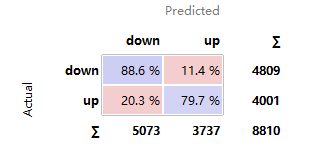 Predicted
down up ∑
down 88.6 % 11.4 % 4809
Actual
up 20.3 % 79.7 % 4001
∑ 5073 3737 8810